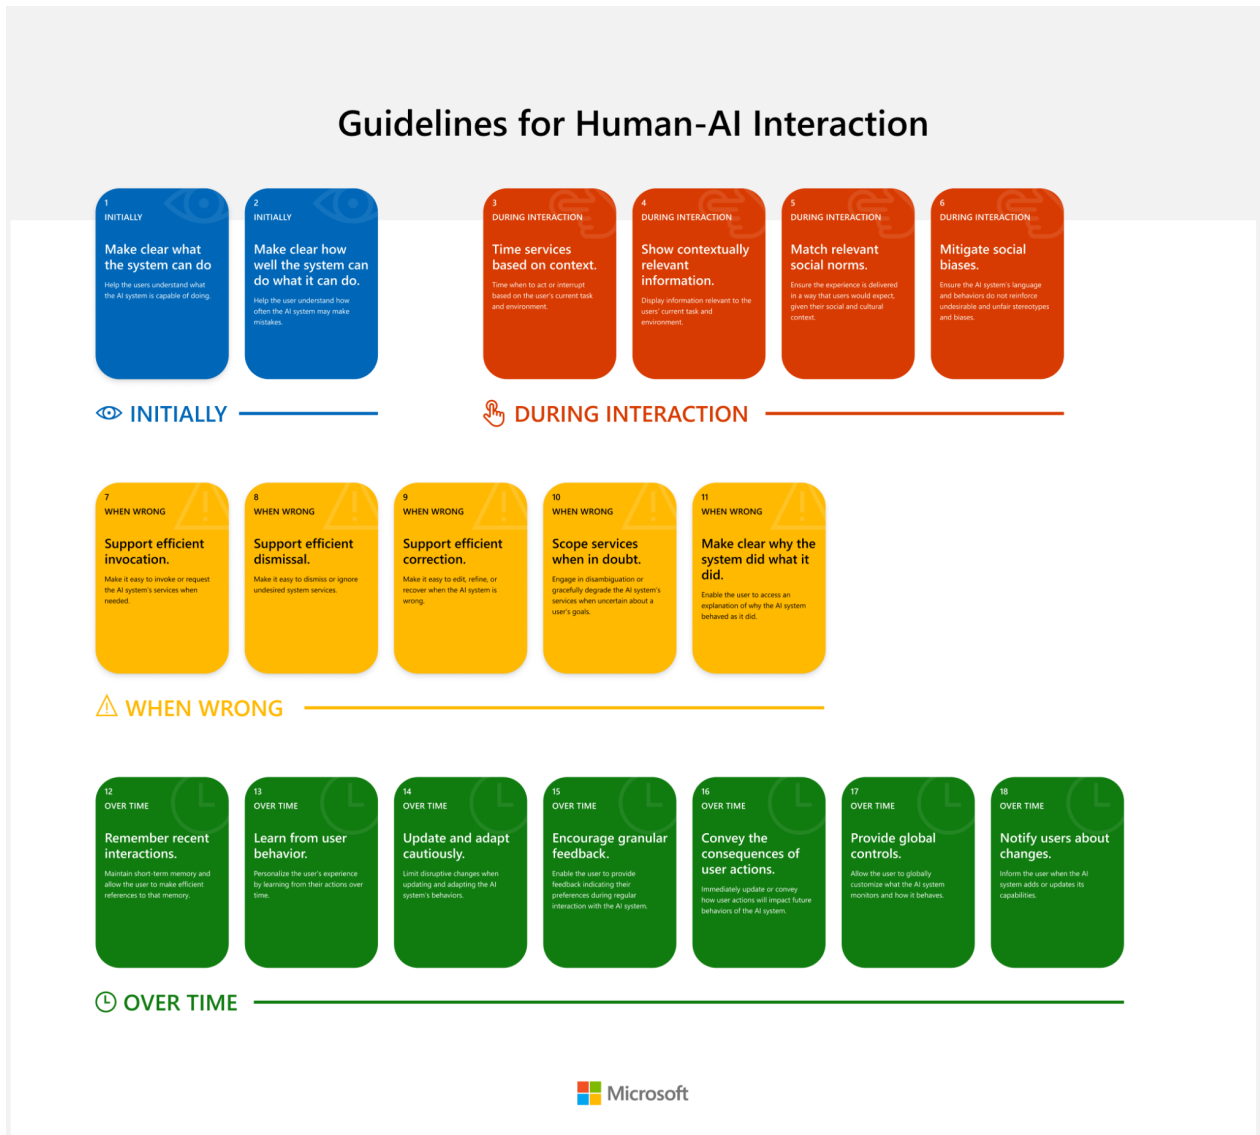 Guidelines for Human-AI Interaction
1
INITIALLY
Make clear what
the system can do
Help the users understand what
the AI system is capable of doing.
2
INITIALLY
Make clear how
well the system can
do what it can do.
Help the user understand how
often the AI system may make
mistakes.
INITIALLY
3
DURING INTERACTION
Time services
based on context.
Time when to act or interrupt
based on the user's current task
and environment.
4
DURING INTERACTION
Show contextually
relevant
information.
Display information relevant to the
users' current task and
environment.
5
DURING INTERACTION
Match relevant
social norms.
Ensure the experience is delivered
in a way that users would expect,
given their social and cultural
context.
6
DURING INTERACTION
Mitigate social
biases.
Ensure the AI system's language
and behaviors do not reinforce
undesirable and unfair stereotypes
and biases.
DURING INTERACTION
7
WHEN WRONG
Support efficient
invocation.
Make it easy to invoke or request
the AI system's services when
needed.
8
WHEN WRONG
Support efficient
dismissal.
Make it easy to dismiss or ignore
undesired system services.
9
WHEN WRONG
Support efficient
correction.
Make it easy to edit, refine, or
recover when the AI system is
wrong.
10
WHEN WRONG
Scope services
when in doubt.
Engage in disambiguation or
gracefully degrade the AI system's
services when uncertain about a
user's goals.
11
WHEN WRONG
Make clear why the
system did what it
did.
Enable the user to access an
explanation of why the AI system
behaved as it did.
WHEN WRONG
12
OVER TIME
Remember recent
interactions.
Maintain short-term memory and
allow the user to make efficient
references to that memory.
13
OVER TIME
Learn from user
behavior.
Personalize the user's experience
by learning from their actions over
time.
14
OVER TIME
Update and adapt
cautiously.
Limit disruptive changes when
updating and adapting the AI
system's behaviors.
15
OVER TIME
Encourage granular
feedback.
Enable the user to provide
feedback indicating their
preferences during regular
interaction with the AI system.
16
OVER TIME
Convey the
consequences of
user actions.
Immediately update or convey
how user actions will impact future
behaviors of the AI system.
17
OVER TIME
Provide global
controls.
Allow the user to globally
customize what the AI system
monitors and how it behaves.
18
OVER TIME
Notify users about
changes.
Inform the user when the AI
system adds or updates its
capabilities.
OVER TIME
Microsoft